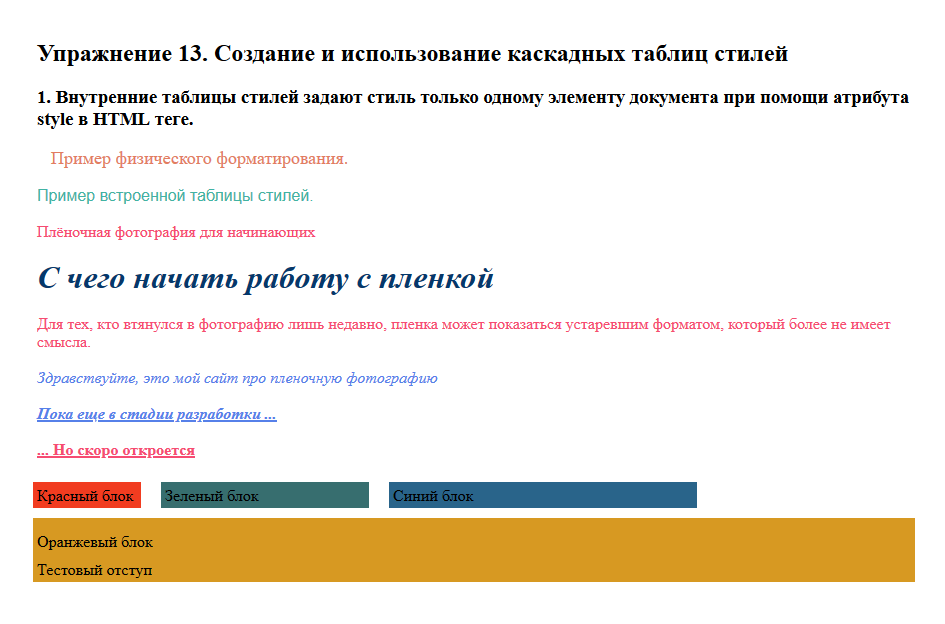 Упражнение 13. Создание и использование каскадных таблиц стилей
1. Внутренние таблицы стилей задают стиль только одному элементу документа при помощи атрибута
style в HTML теге.
Пример физического форматирования.
Пример встроенной таблицы стилей.
Плёночная фотография для начинающих
С чего начать работу с пленкой
Для тех, кто втянулся в фотографию лишь недавно, пленка может показаться устаревшим форматом, который более не имеет
смысла.
Здравствуйте, это мой сайт про пленочную фотографию
Пока еще в стадии разработки ...
... Но скоро откроется
Красный блок Зеленый блок Синий блок
Оранжевый блок
Тестовый отступ